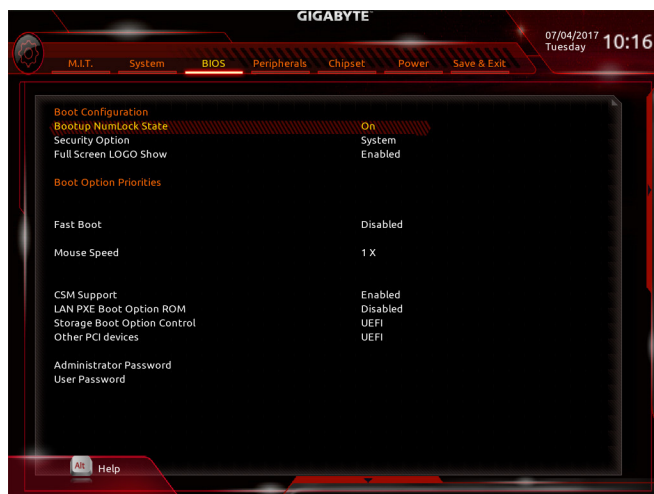 GIGABYTE
07/04/2017 Tuesday 10:16
M.I.T. System BIOS Peripherals Chipset Power Save & Exit
Boot Configuration
Bootup NumLock State On
Security Option System
Full Screen LOGO Show Enabled
Boot Option Priorities
Fast Boot Disabled
Mouse Speed 1 X
CSM Support Enabled
LAN PXE Boot Option ROM Disabled
Storage Boot Option Control UEFI
Other PCI devices UEFI
Administrator Password
User Password
Alt Help